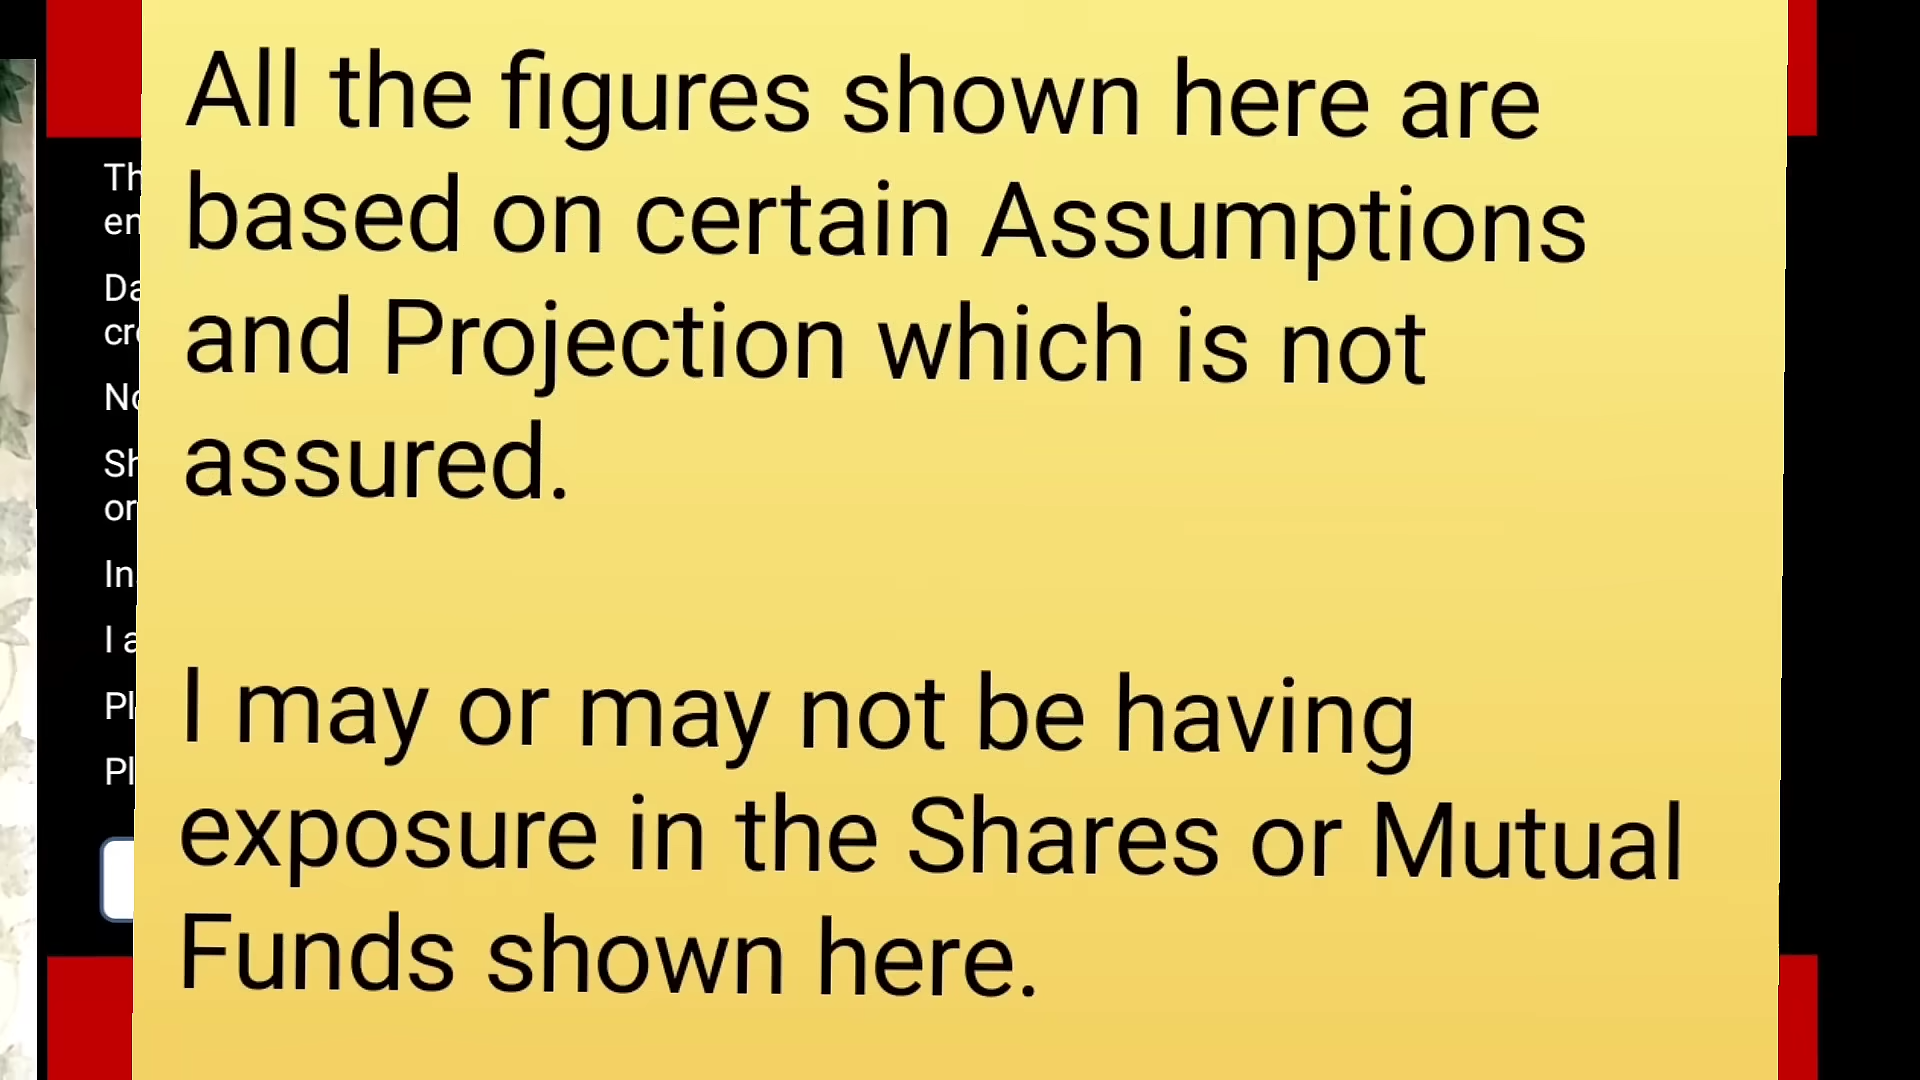 All the figures shown here are
based on certain Assumptions
and Projection which is not
assured.
I may or may not be having
exposure in the Shares or Mutual
Funds shown here.